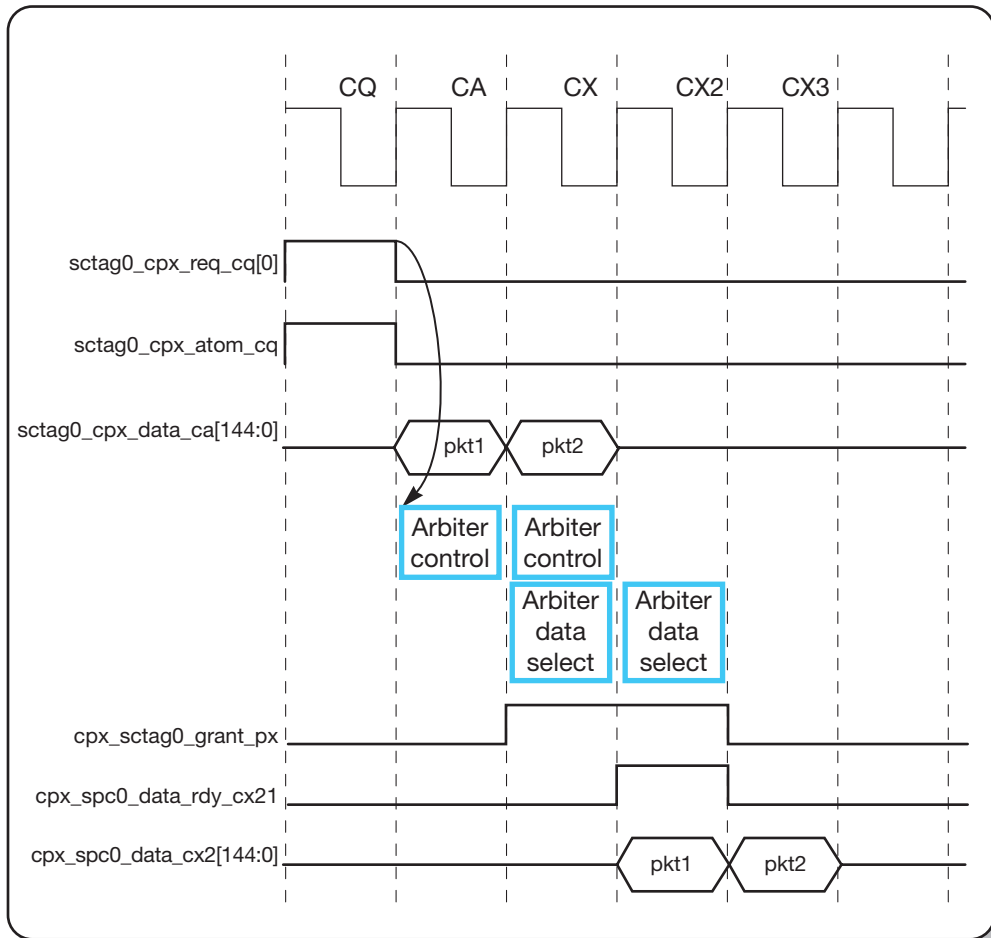 CQ CA CX CX2 CX3
sctag0_cpx_req_cq[0]
sctag0_cpx_atom_cq
sctag0_cpx_data_ca[144:0]
pkt1 pkt2
Arbiter
control
Arbiter
control
Arbiter
data
select
Arbiter
data
select
cpx_sctag0_grant_px
cpx_spc0_data_rdy_cx21
cpx_spc0_data_cx2[144:0]
pkt1 pkt2